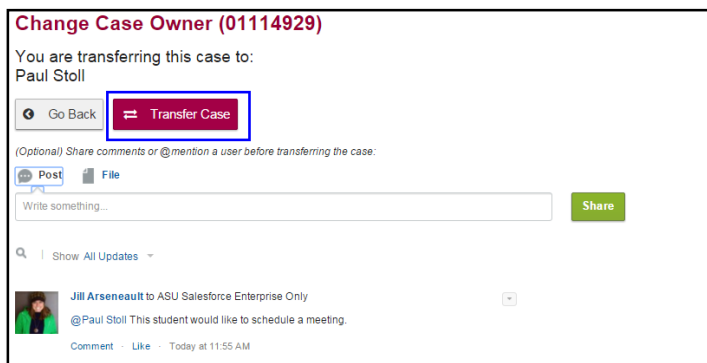 Change Case Owner (01114929)
You are transferring this case to:
Paul Stoll
Go Back
Transfer Case
(Optional) Share comments or @mention a user before transferring the case:
Post
File
Write something...
Share
Show All Updates
Jill Arseneault to ASU Salesforce Enterprise Only
@Paul Stoll This student would like to schedule a meeting.
Comment · Like · Today at 11:55 AM